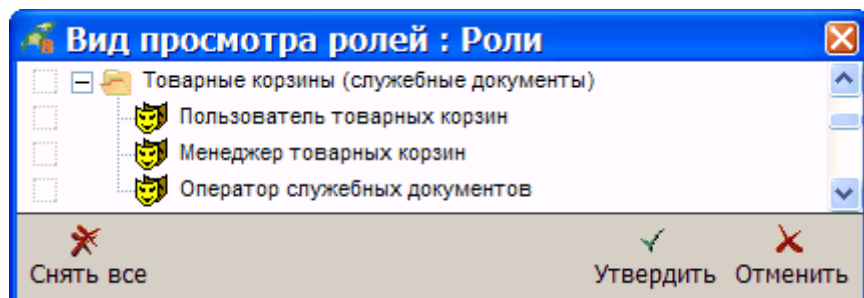 Вид просмотра ролей : Роли
Товарные корзины (служебные документы)
Пользователь товарных корзин
Менеджер товарных корзин
Оператор служебных документов
Снять все
Утвердить Отменить